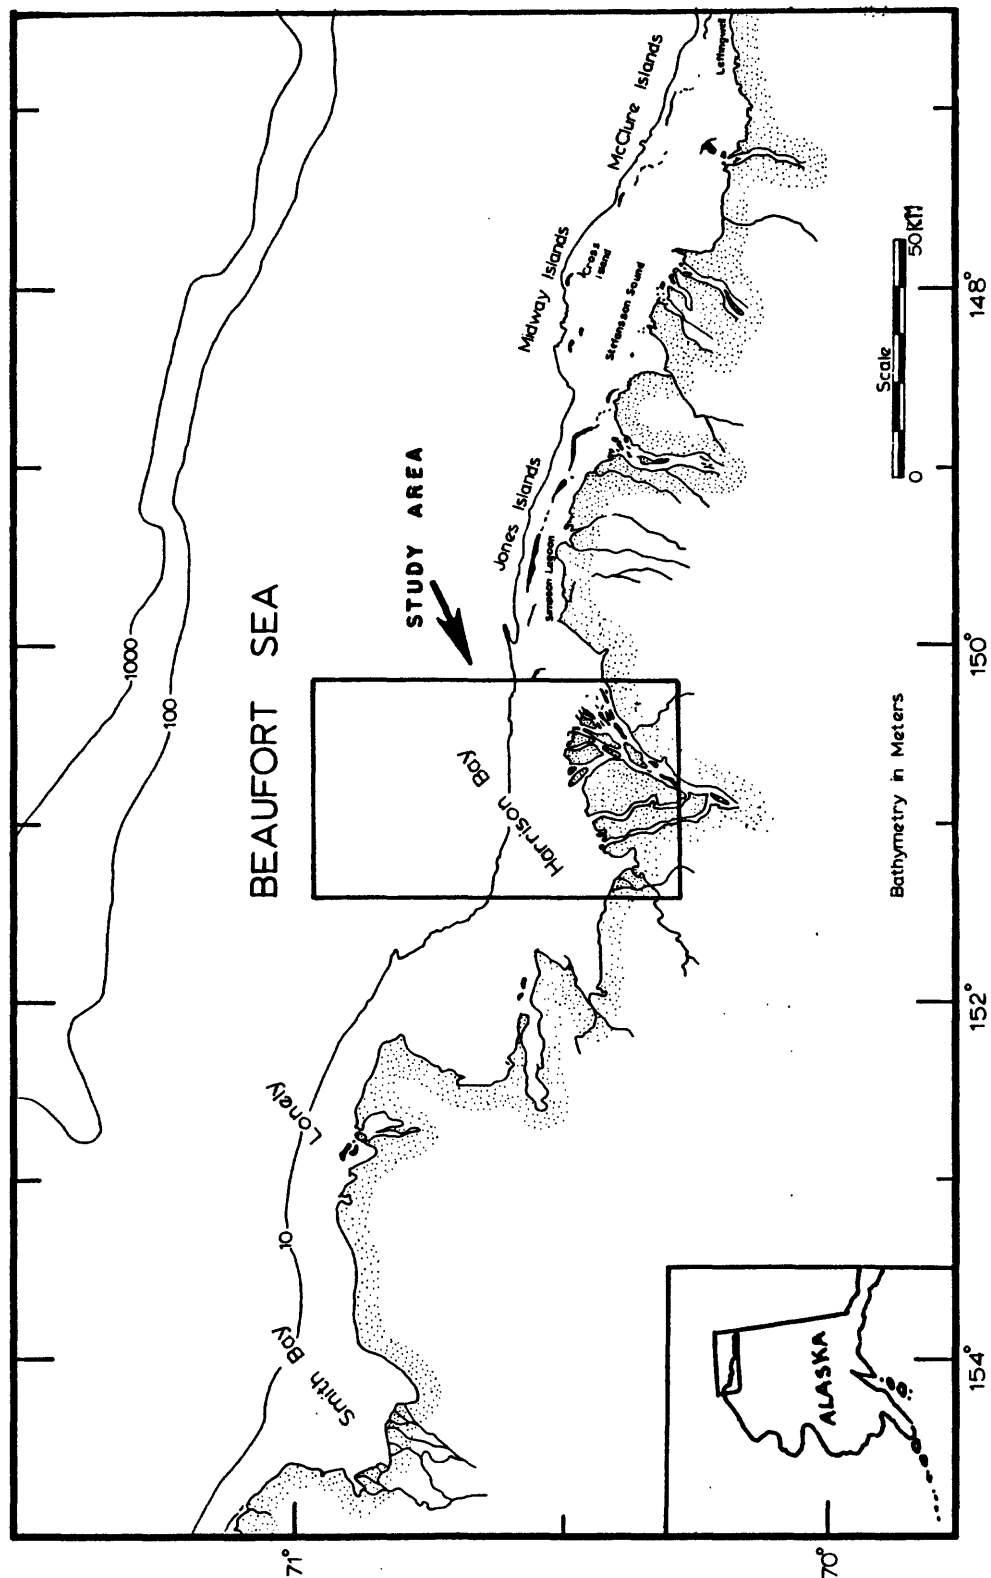 1000
100
BEAUFORT SEA
STUDY AREA
10
Smith Bay
Lonely
Harrison Bay
Jones Islands
Simpson Lagoon
Midway Islands
Cross
Island
Stefansson Sound
McClure Islands
Leffingwell
Scale
0
50KM
Bathymetry in Meters
ALASKA
71°
70°
154°
152°
150°
148°